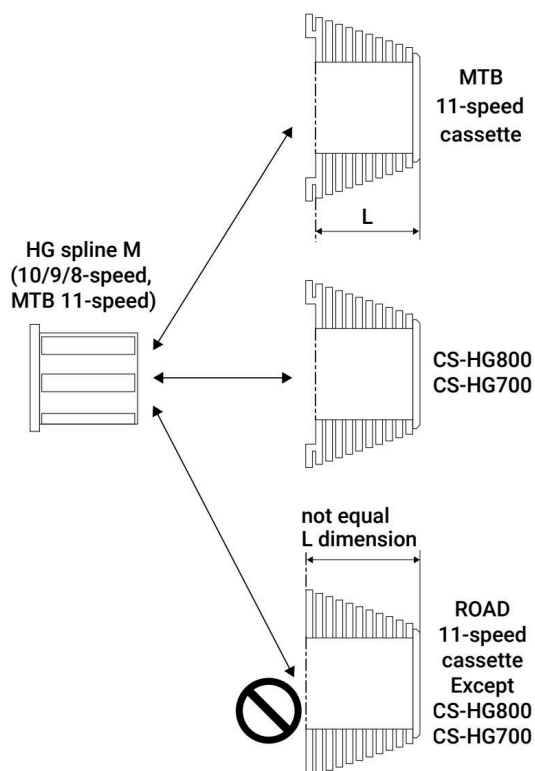 MTB
11-speed
cassette
L
HG spline M
(10/9/8-speed,
MTB 11-speed)
CS-HG800
CS-HG700
not equal
L dimension
ROAD
11-speed
cassette
Except
CS-HG800
CS-HG700